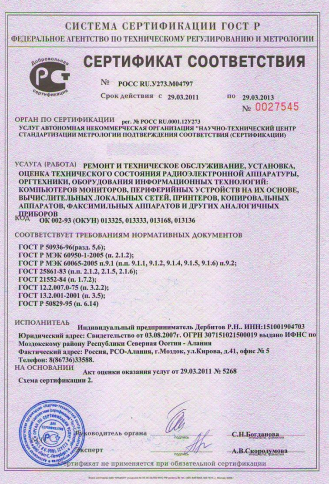 СИСТЕМА СЕРТИФИКАЦИИ ГОСТ Р
ФЕДЕРАЛЬНОЕ АГЕНТСТВО ПО ТЕХНИЧЕСКОМУ РЕГУЛИРОВАНИЮ И МЕТРОЛОГИИ
Добровольная
сертификация
СЕРТИФИКАТ СООТВЕТСТВИЯ
№ РОСС RU.У273.М04797
Срок действия с 29.03.2011 по 29.03.2013
№ 0027545
ОРГАН ПО СЕРТИФИКАЦИИ рег. № РОСС RU.0001.12У273
УСЛУГ АВТОНОМНАЯ НЕКОММЕРЧЕСКАЯ ОРГАНИЗАЦИЯ "НАУЧНО-ТЕХНИЧЕСКИЙ ЦЕНТР
СТАНДАРТИЗАЦИИ МЕТРОЛОГИИ ПОДТВЕРЖДЕНИЯ СООТВЕТСТВИЯ (СЕРТИФИКАЦИИ)
УСЛУГА (РАБОТА) РЕМОНТ И ТЕХНИЧЕСКОЕ ОБСЛУЖИВАНИЕ, УСТАНОВКА,
ОЦЕНКА ТЕХНИЧЕСКОГО СОСТОЯНИЯ РАДИОЭЛЕКТРОННОЙ АППАРАТУРЫ,
ОРГТЕХНИКИ, ОБОРУДОВАНИЯ ИНФОРМАЦИОННЫХ ТЕХНОЛОГИЙ:
КОМПЬЮТЕРОВ МОНИТОРОВ, ПЕРИФЕРИЙНЫХ УСТРОЙСТВ НА ИХ ОСНОВЕ,
ВЫЧИСЛИТЕЛЬНЫХ ЛОКАЛЬНЫХ СЕТЕЙ, ПРИНТЕРОВ, КОПИРОВАЛЬНЫХ
АППАРАТОВ, ФАКСИМИЛЬНЫХ АППАРАТОВ И ДРУГИХ АНАЛОГИЧНЫХ
ПРИБОРОВ
ОК 002-93 (ОКУН) 013325, 013333, 013168, 013136
СООТВЕТСТВУЕТ ТРЕБОВАНИЯМ НОРМАТИВНЫХ ДОКУМЕНТОВ
ГОСТ Р 50936-96(разд. 5,6);
ГОСТ Р МЭК 60950-1-2005 (п. 2.1.2);
ГОСТ Р МЭК 60065-2005 п.9.1 (п.п. 9.1.1, 9.1.2, 9.1.4, 9.1.5, 9.1.6) п.9.2;
ГОСТ 25861-83 (п.п. 2.1.2, 2.1.5, 2.1.6);
ГОСТ 21552-84 (п. 1.7.2);
ГОСТ 12.2.007.0-75 (п. 3.2.2);
ГОСТ 13.2.001-2001 (п. 3.5);
ГОСТ Р 50829-95 (п. 6.14)
ИСПОЛНИТЕЛЬ Индивидуальный предприниматель Дербитов Р.Н.. ИНН:151001904703
Юридический адрес: Свидетельство от 03.08.2007г. ОГРН 307151021500019 выдано ИФНС по
Моздокскому району Республики Северная Осетия - Алания
Фактический адрес: Россия, РСО-Алания, г.Моздок, ул.Кирова, д.41, офис № 5
Телефон: 8(86736)33588.
НА ОСНОВАНИИ Акт оценки оказания услуг от 29.03.2011 № 5268
Схема сертификации 2.
Руководитель органа
подпись
С.Н.Богданова
Эксперт
подпись
А.В.Скородумова
Сертификат не применяется при обязательной сертификации